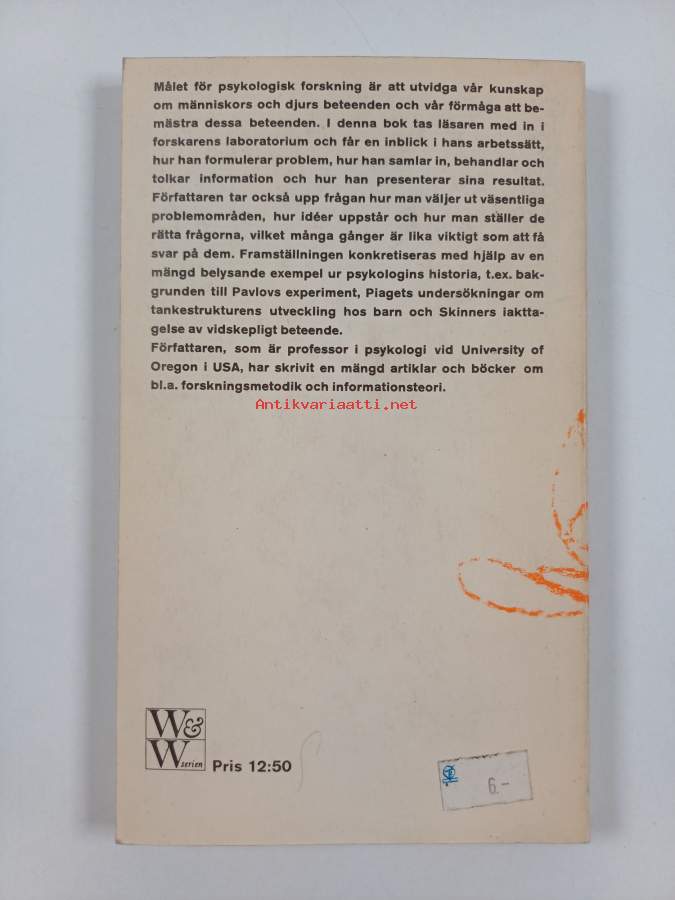 Målet för psykologisk forskning är att utvidga vår kunskap
om människors och djurs beteenden och vår förmåga att be-
mästra dessa beteenden. I denna bok tas läsaren med in i
forskarens laboratorium och får en inblick i hans arbetssätt,
hur han formulerar problem, hur han samlar in, behandlar och
tolkar information och hur han presenterar sina resultat.
Författaren tar också upp frågan hur man väljer ut väsentliga
problemområden, hur idéer uppstår och hur man ställer de
rätta frågorna, vilket många gånger är lika viktigt som att få
svar på dem. Framställningen konkretiseras med hjälp av en
mängd belysande exempel ur psykologins historia, t.ex. bak-
grunden till Pavlovs experiment, Piagets undersökningar om
tankestrukturens utveckling hos barn och Skinners iaktta-
gelse av vidskepligt beteende.
Författaren, som är professor i psykologi vid University of
Oregon i USA, har skrivit en mängd artiklar och böcker om
bl.a. forskningsmetodik och informationsteori.
Antikvariaatti.net
W&
W serien
Pris 12:50
6.-